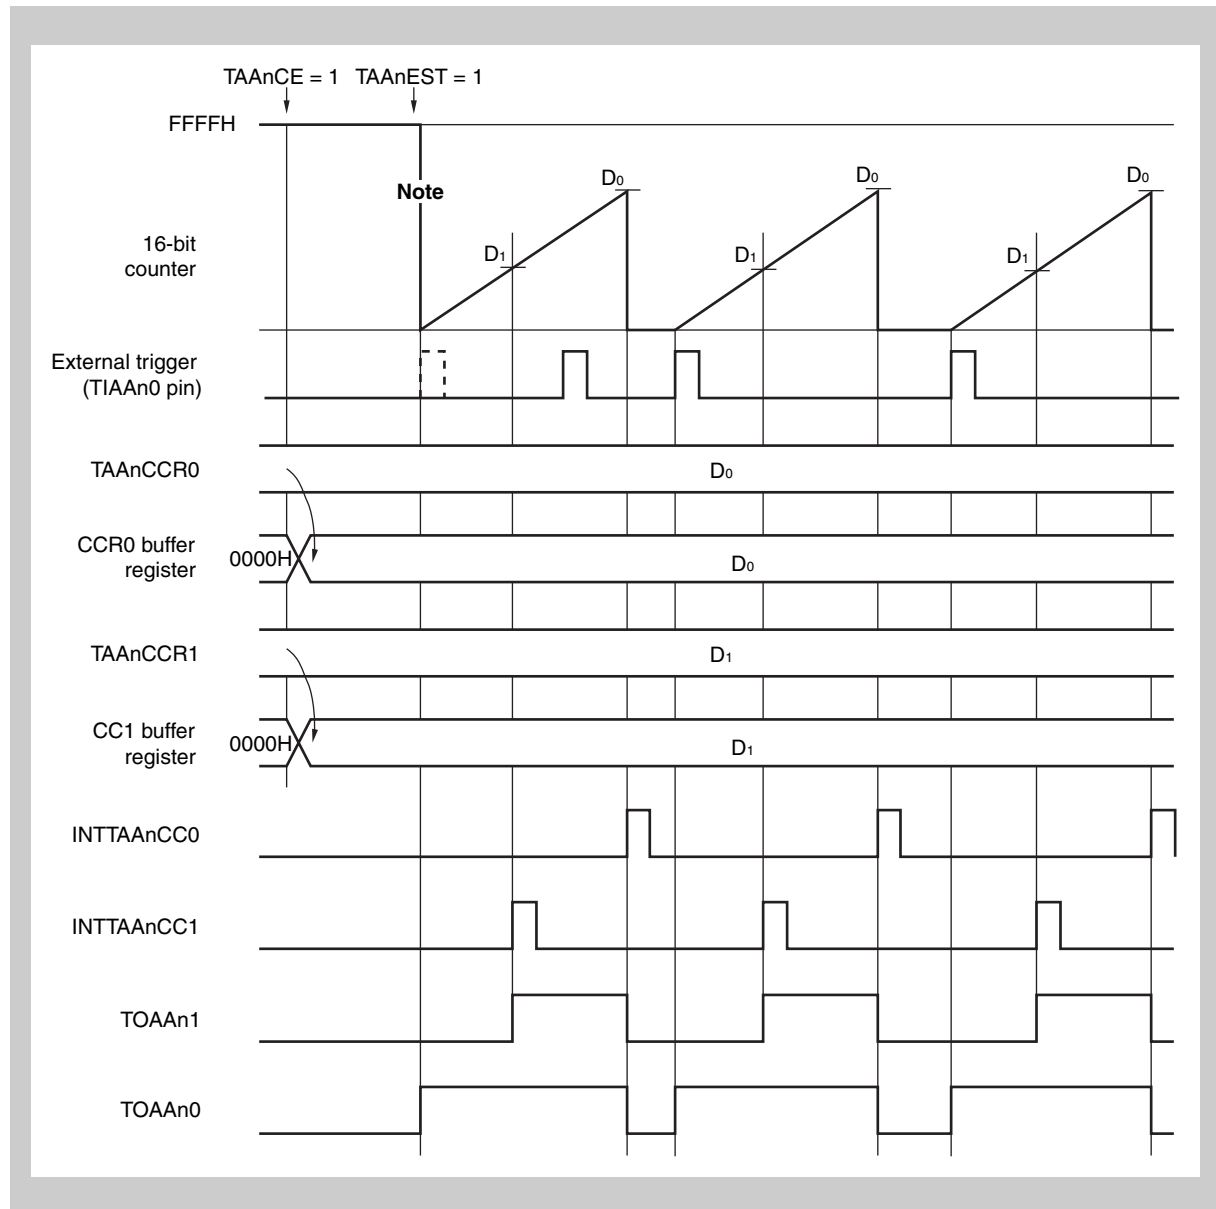 TAAnCE = 1 TAAnEST = 1
FFFFH
Note
D0
D0
D0
16-bit
counter
D1
D1
D1
External trigger
(TIAAn0 pin)
TAAnCCR0
D0
CCR0 buffer
register
0000H
D0
TAAnCCR1
D1
CC1 buffer
register
0000H
D1
INTTAAnCC0
INTTAAnCC1
TOAAn1
TOAAn0